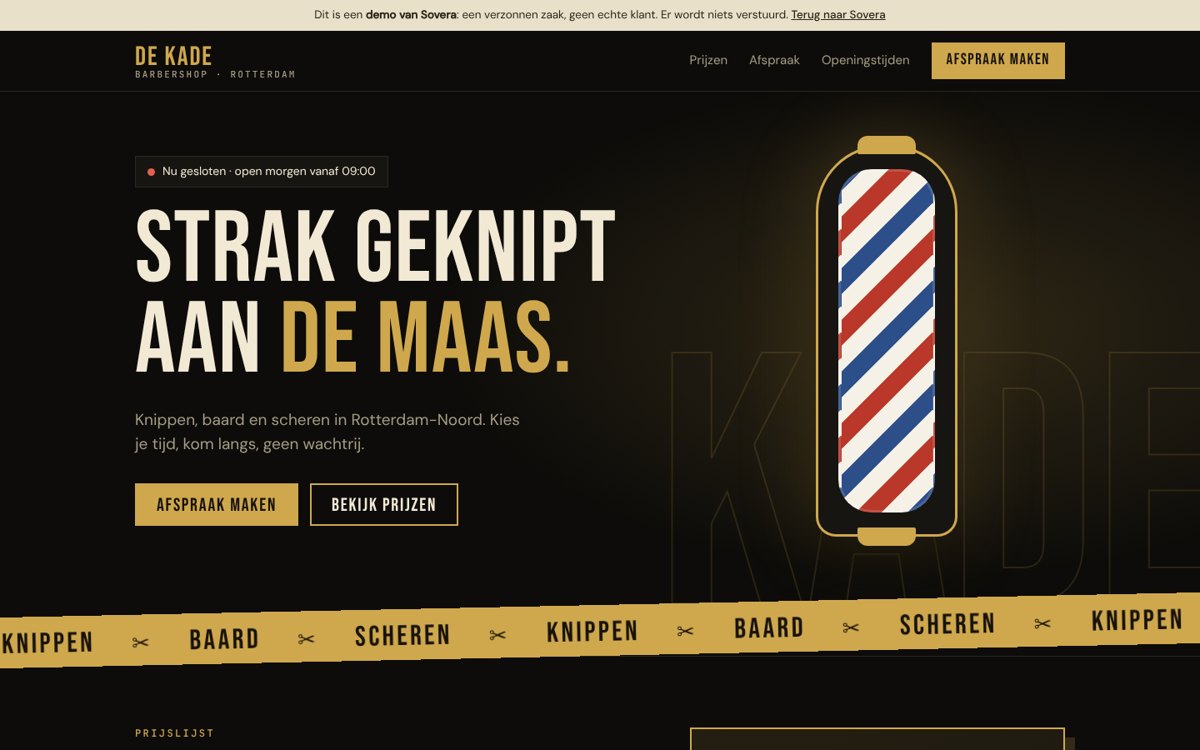 Dit is een demo van Sovera: een verzonnen zaak, geen echte klant. Er wordt niets verstuurd. Terug naar Sovera
DE KADE
BARBERSHOP · ROTTERDAM
Prijzen Afspraak Openingstijden AFSPRAAK MAKEN
Nu gesloten · open morgen vanaf 09:00
STRAK GEKNIPT
AAN DE MAAS.
Knippen, baard en scheren in Rotterdam-Noord. Kies
je tijd, kom langs, geen wachtrij.
AFSPRAAK MAKEN BEKIJK PRIJZEN
KADE
KNIPPEN ✂ BAARD ✂ SCHEREN ✂ KNIPPEN ✂ BAARD ✂ SCHEREN ✂ KNIPPEN
PRIJSLIJST